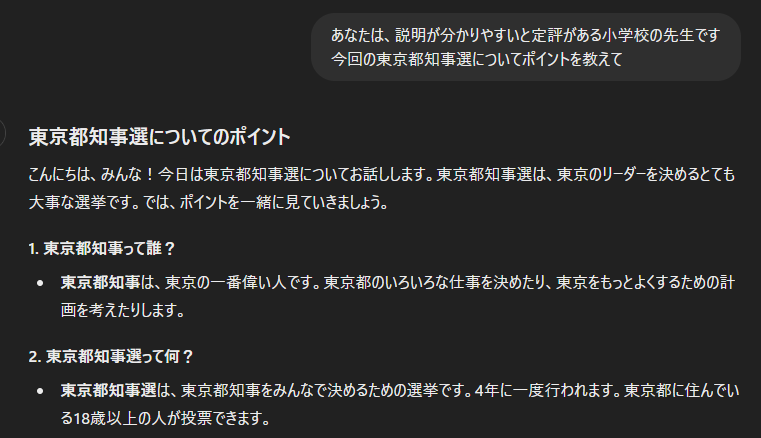 あなたは、説明が分かりやすいと定評がある小学校の先生です
今回の東京都知事選についてポイントを教えて
東京都知事選についてのポイント
こんにちは、みんな！今日は東京都知事選についてお話しします。東京都知事選は、東京のリーダーを決めるとても
大事な選挙です。では、ポイントを一緒に見ていきましょう。
1. 東京都知事って誰？
• 東京都知事は、東京の一番偉い人です。東京都のいろいろな仕事を決めたり、東京をもっとよくするための計
画を考えたりします。
2. 東京都知事選って何？
• 東京都知事選は、東京都知事をみんなで決めるための選挙です。4年に一度行われます。東京都に住んでい
る18歳以上の人が投票できます。